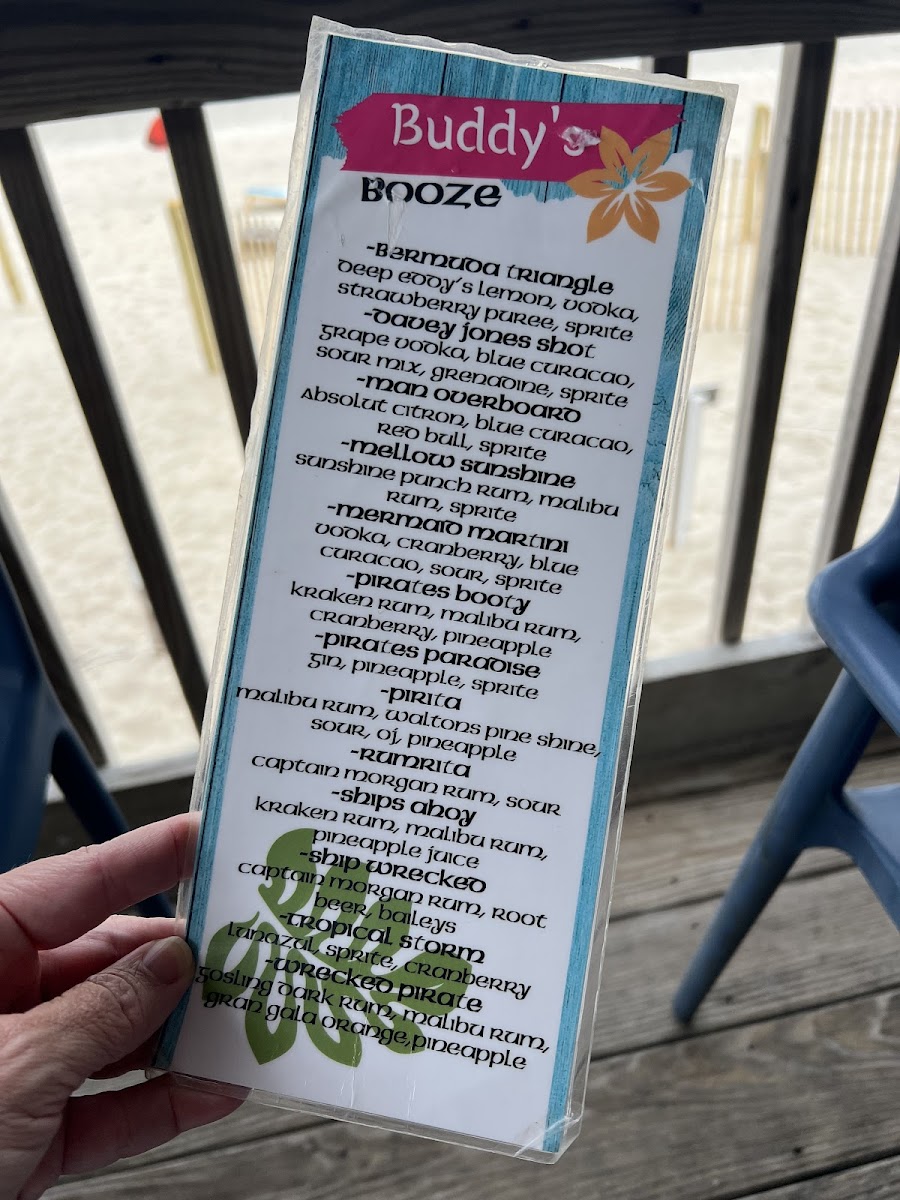 Buddy's
BOOZE
-Bermuda Triangle
Deep Eddy's Lemon, Vodka,
Strawberry Puree, Sprite
-Davey Jones Shot
Grape Vodka, Blue Curacao,
Sour Mix, Grenadine, Sprite
-Man Overboard
Absolut Citron, Blue Curacao,
Red Bull, Sprite
-Mellow Sunshine
Sunshine Punch Rum, Malibu
Rum, Sprite
-Mermaid Martini
Vodka, Cranberry, Blue
Curacao, Sour, Sprite
-Pirates Booty
Kraken Rum, Malibu Rum,
Cranberry, Pineapple
-Pirates Paradise
Gin, Pineapple, Sprite
-Pirita
Malibu Rum, Waltons Pine Shine,
Sour, OJ, Pineapple
-Rumrita
Captain Morgan Rum, Sour
-Ships Ahoy
Kraken Rum, Malibu Rum,
Pineapple Juice
-Ship Wrecked
Captain Morgan Rum, Root
Beer, Baileys
-Tropical Storm
Lunazul, Sprite, Cranberry
-Wrecked Pirate
Gosling Dark Rum, Malibu Rum,
Gran Gala Orange, Pineapple